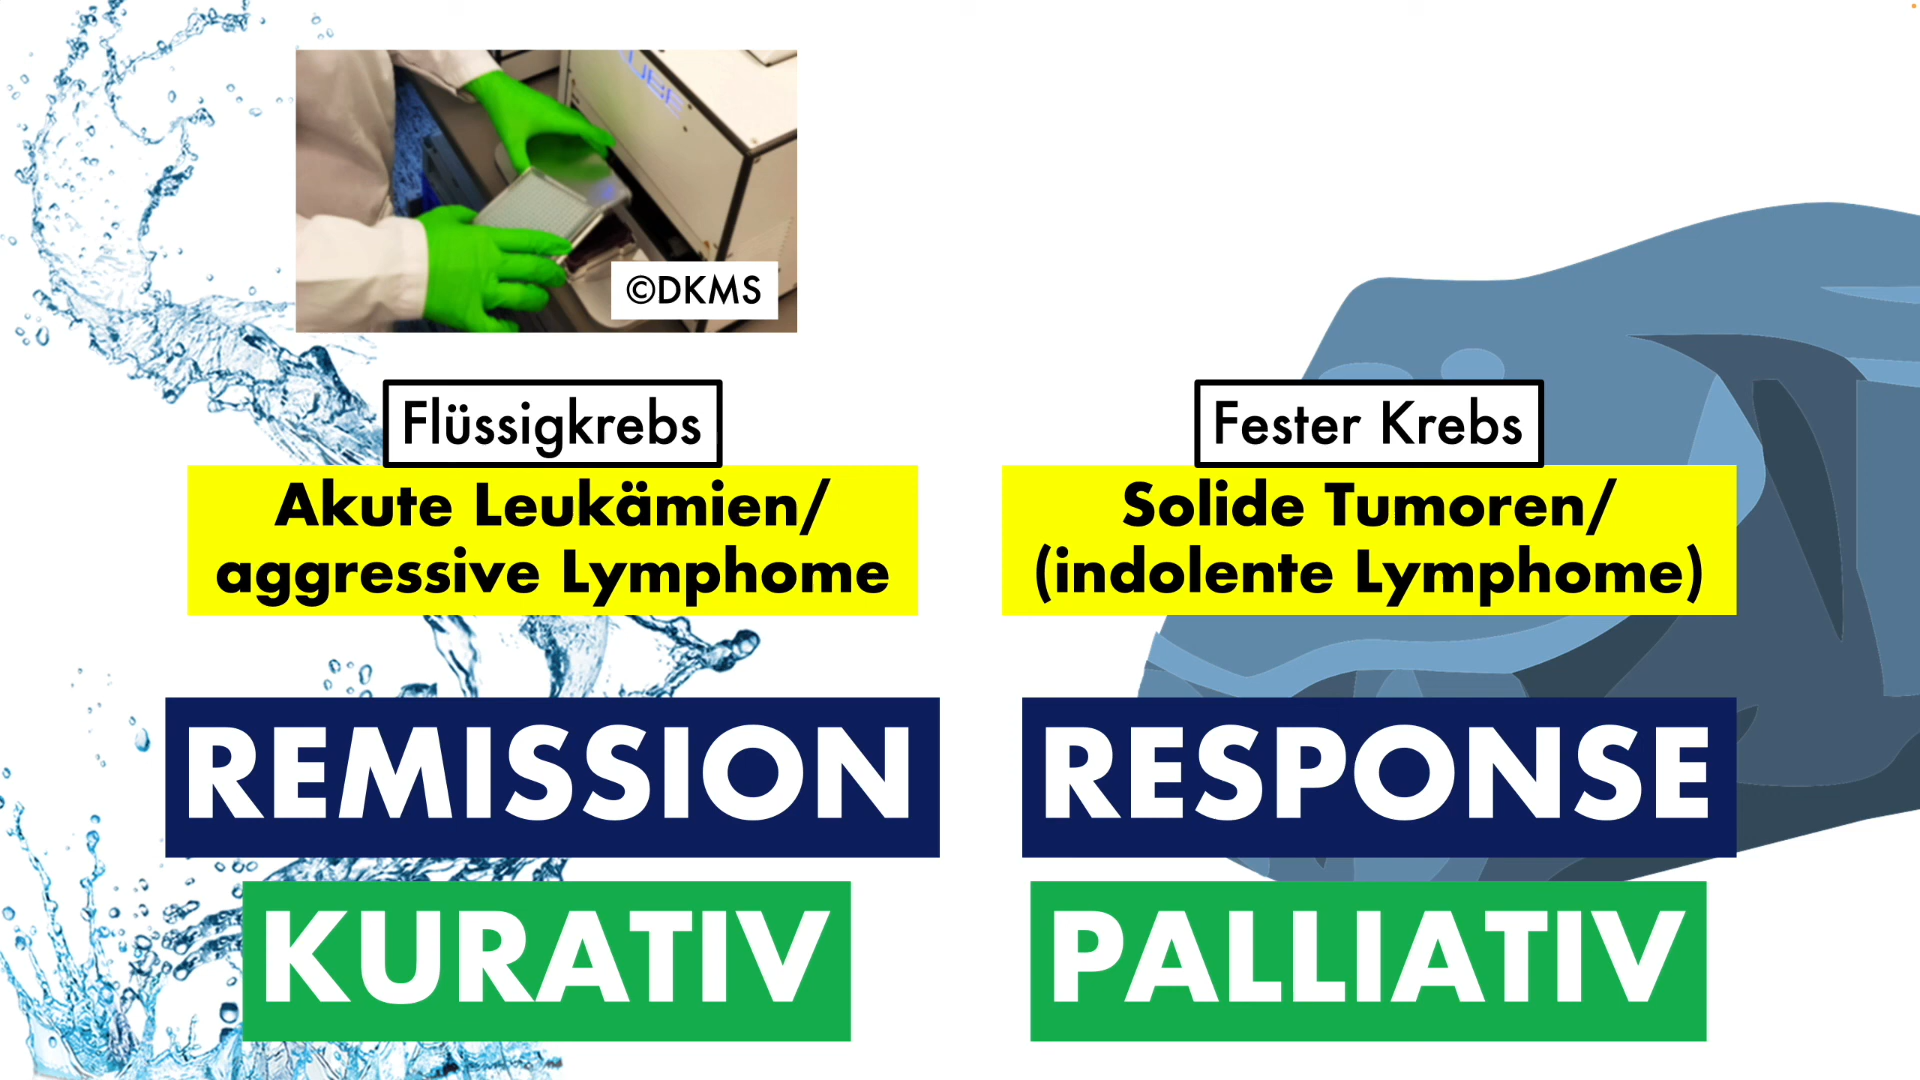 ©DKMS
Flüssigkrebs
Akute Leukämien/
aggressive Lymphome
REMISSION
KURATIV
Fester Krebs
Solide Tumoren/
(indolente Lymphome)
RESPONSE
PALLIATIV